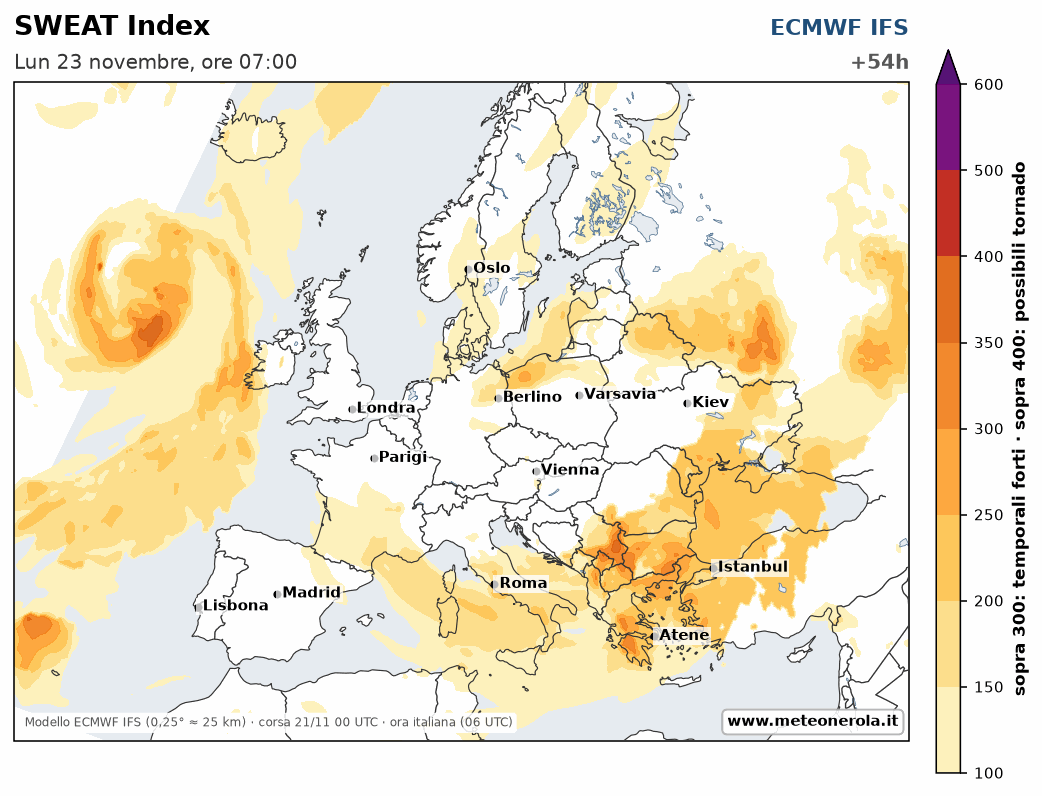 SWEAT Index
ECMWF IFS
Lun 23 novembre, ore 07:00
+54h
600
500
400
350
300
250
200
150
100
sopra 300: temporali forti · sopra 400: possibili tornado
Oslo
Berlino
Varsavia
Kiev
Londra
Parigi
Vienna
Istanbul
Roma
Madrid
Lisbona
Atene
Modello ECMWF IFS (0,25° ≈ 25 km) · corsa 21/11 00 UTC · ora italiana (06 UTC)
www.meteonerola.it